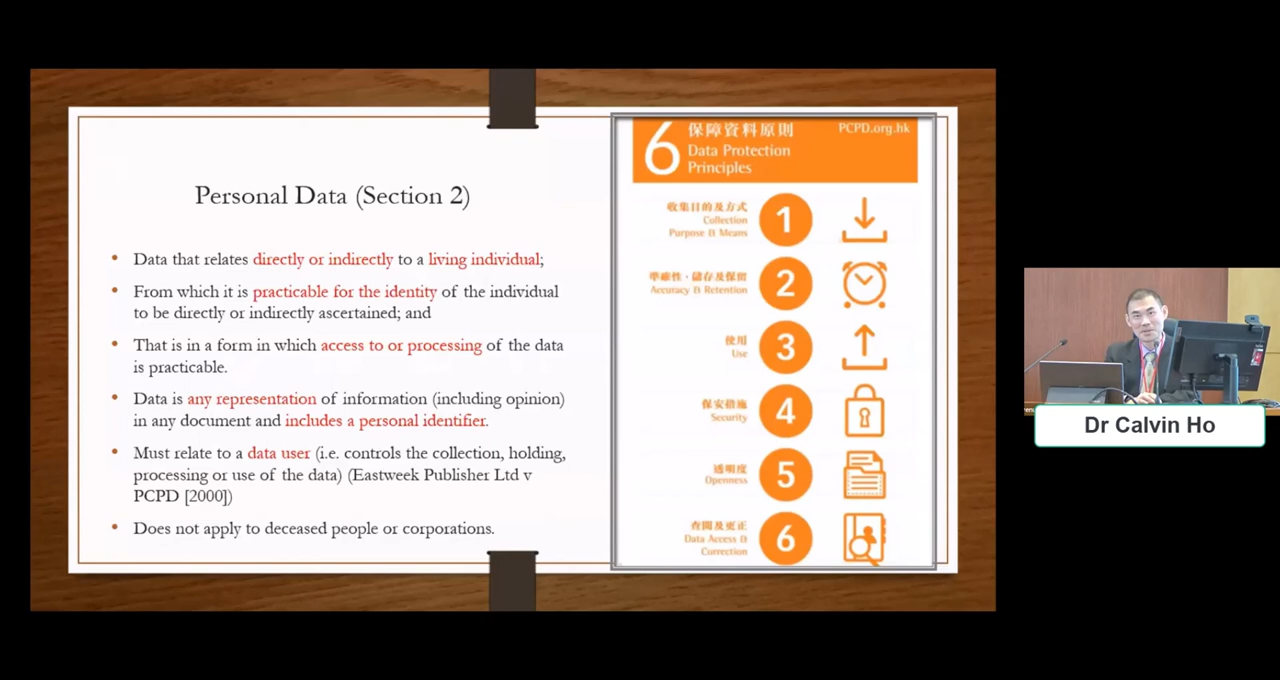 Personal Data (Section 2)
• Data that relates directly or indirectly to a living individual;
• From which it is practicable for the identity of the individual
to be directly or indirectly ascertained; and
• That is in a form in which access to or processing of the data
is practicable.
• Data is any representation of information (including opinion)
in any document and includes a personal identifier.
• Must relate to a data user (i.e. controls the collection, holding,
processing or use of the data) (Eastweek Publisher Ltd v
PCPD [2000])
• Does not apply to deceased people or corporations.
6
保障資料原則
Data Protection
Principles
PCPD.org.hk
收集目的及方式
Collection
Purpose & Means
1
準確性、儲存及保留
Accuracy & Retention
2
使用
Use
3
保安措施
Security
4
透明度
Openness
5
查閱及更正
Data Access &
Correction
6
Dr Calvin Ho